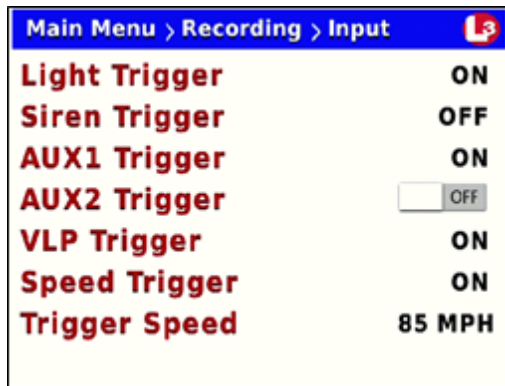 Main Menu > Recording > Input L3
Light Trigger ON
Siren Trigger OFF
AUX1 Trigger ON
AUX2 Trigger OFF
VLP Trigger ON
Speed Trigger ON
Trigger Speed 85 MPH